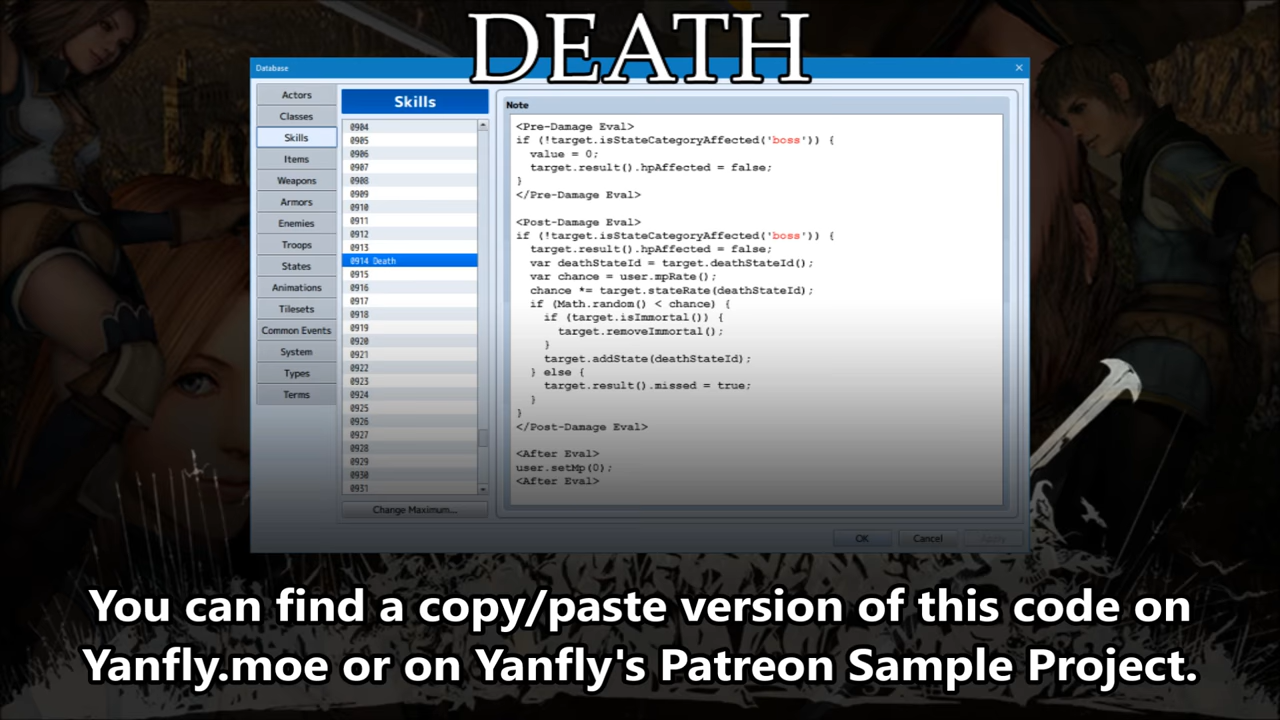 DEATH
Database
Actors
Classes
Skills
Items
Weapons
Armors
Enemies
Troops
States
Animations
Tilesets
Common Events
System
Types
Terms
Skills
0904
0905
0906
0907
0908
0909
0910
0911
0912
0913
0914 Death
0915
0916
0917
0918
0919
0920
0921
0922
0923
0924
0925
0926
0927
0928
0929
0930
0931
Change Maximum...
Note
<Pre-Damage Eval>
if (!target.isStateCategoryAffected('boss')) {
value = 0;
target.result().hpAffected = false;
}
</Pre-Damage Eval>
<Post-Damage Eval>
if (!target.isStateCategoryAffected('boss')) {
target.result().hpAffected = false;
var deathStateId = target.deathStateId();
var chance = user.mpRate();
chance *= target.stateRate(deathStateId);
if (Math.random() < chance) {
if (target.isImmortal()) {
target.removeImmortal();
}
target.addState(deathStateId);
} else {
target.result().missed = true;
}
}
</Post-Damage Eval>
<After Eval>
user.setMp(0);
<After Eval>
OK
Cancel
Apply
You can find a copy/paste version of this code on
Yanfly.moe or on Yanfly's Patreon Sample Project.